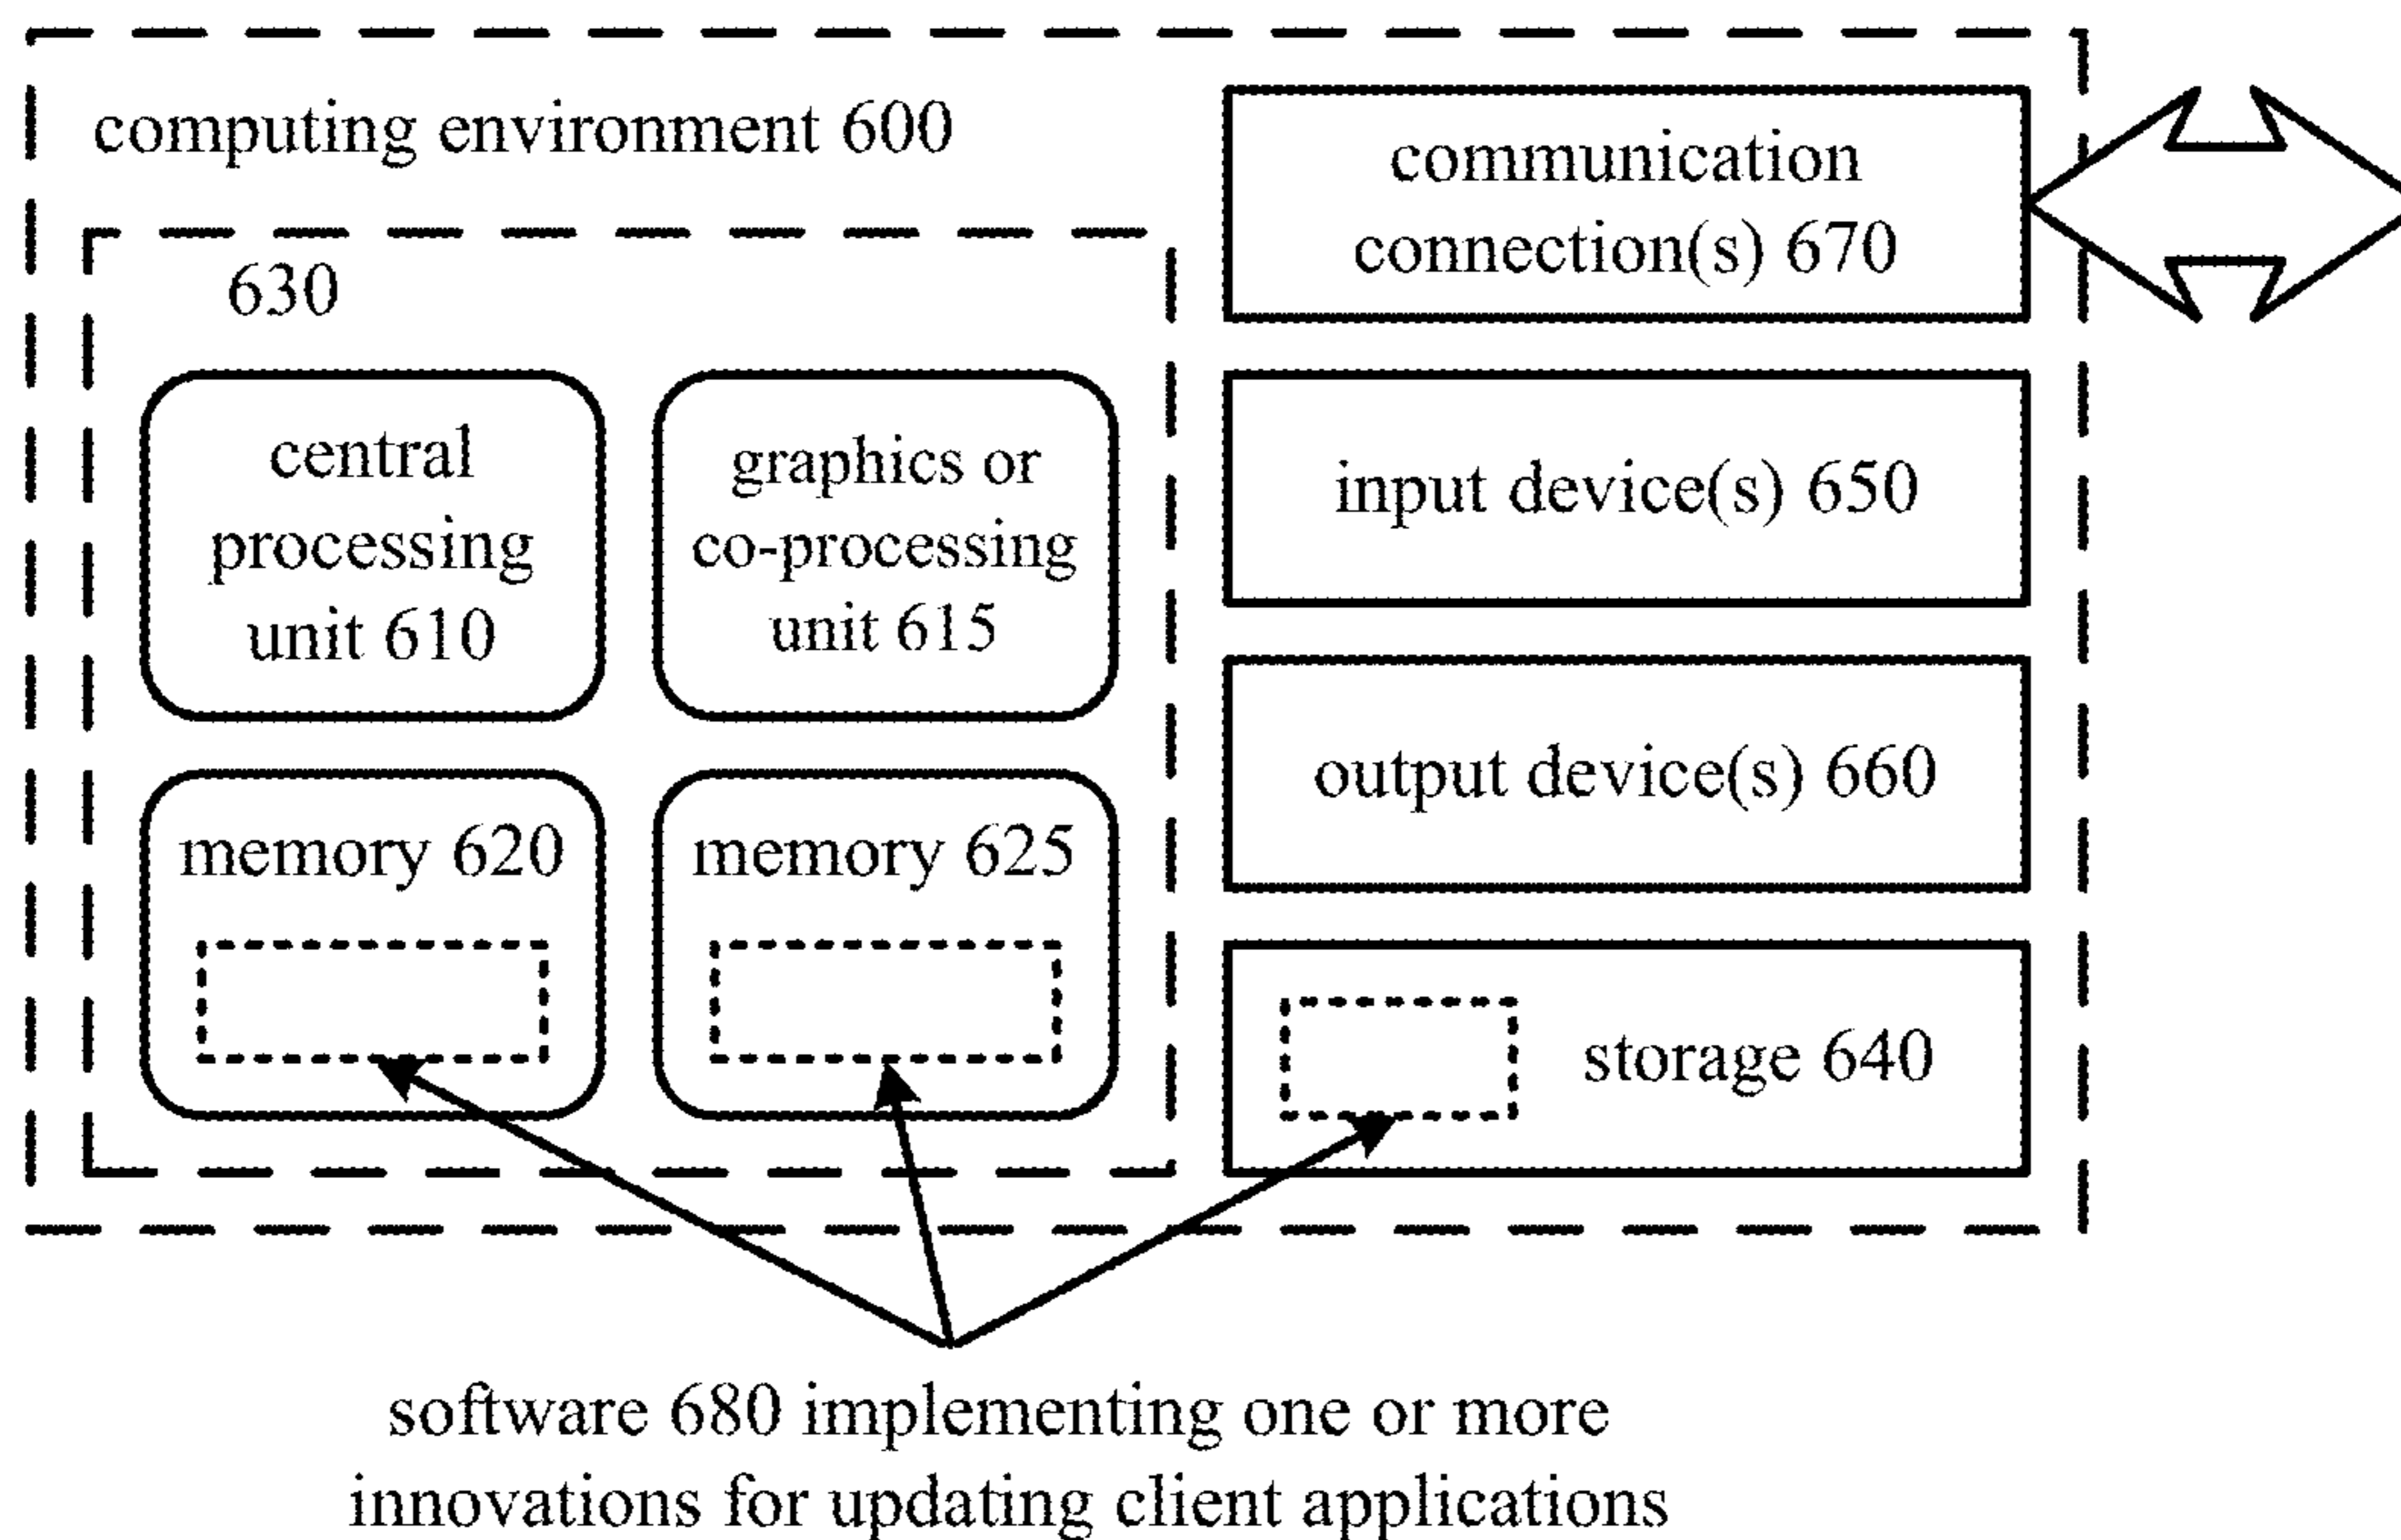 computing environment 600
630
central
processing
unit 610
graphics or
co-processing
unit 615
memory 620
memory 625
communication
connection(s) 670
input device(s) 650
output device(s) 660
storage 640
software 680 implementing one or more
innovations for updating client applications